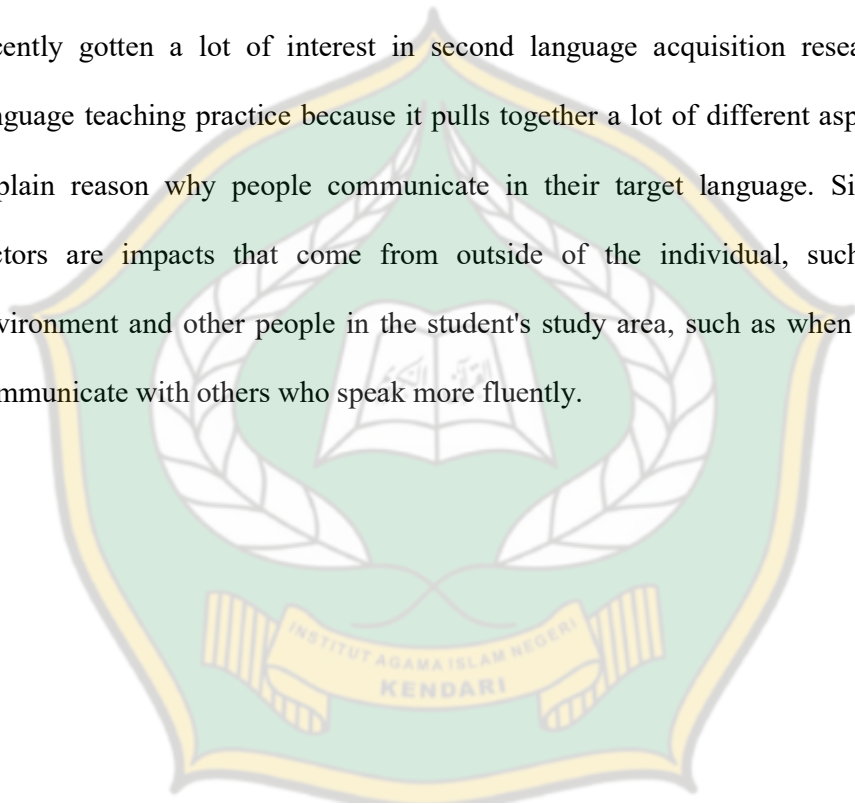 cently gotten a lot of interest in second language acquisition resea
nguage teaching practice because it pulls together a lot of different asp
plain reason why people communicate in their target language. Si
ctors are impacts that come from outside of the individual, such
vironment and other people in the student's study area, such as when
mmunicate with others who speak more fluently.
القرآن الكريم
INSTITUT AGAMA ISLAM NEGERI
KENDARI